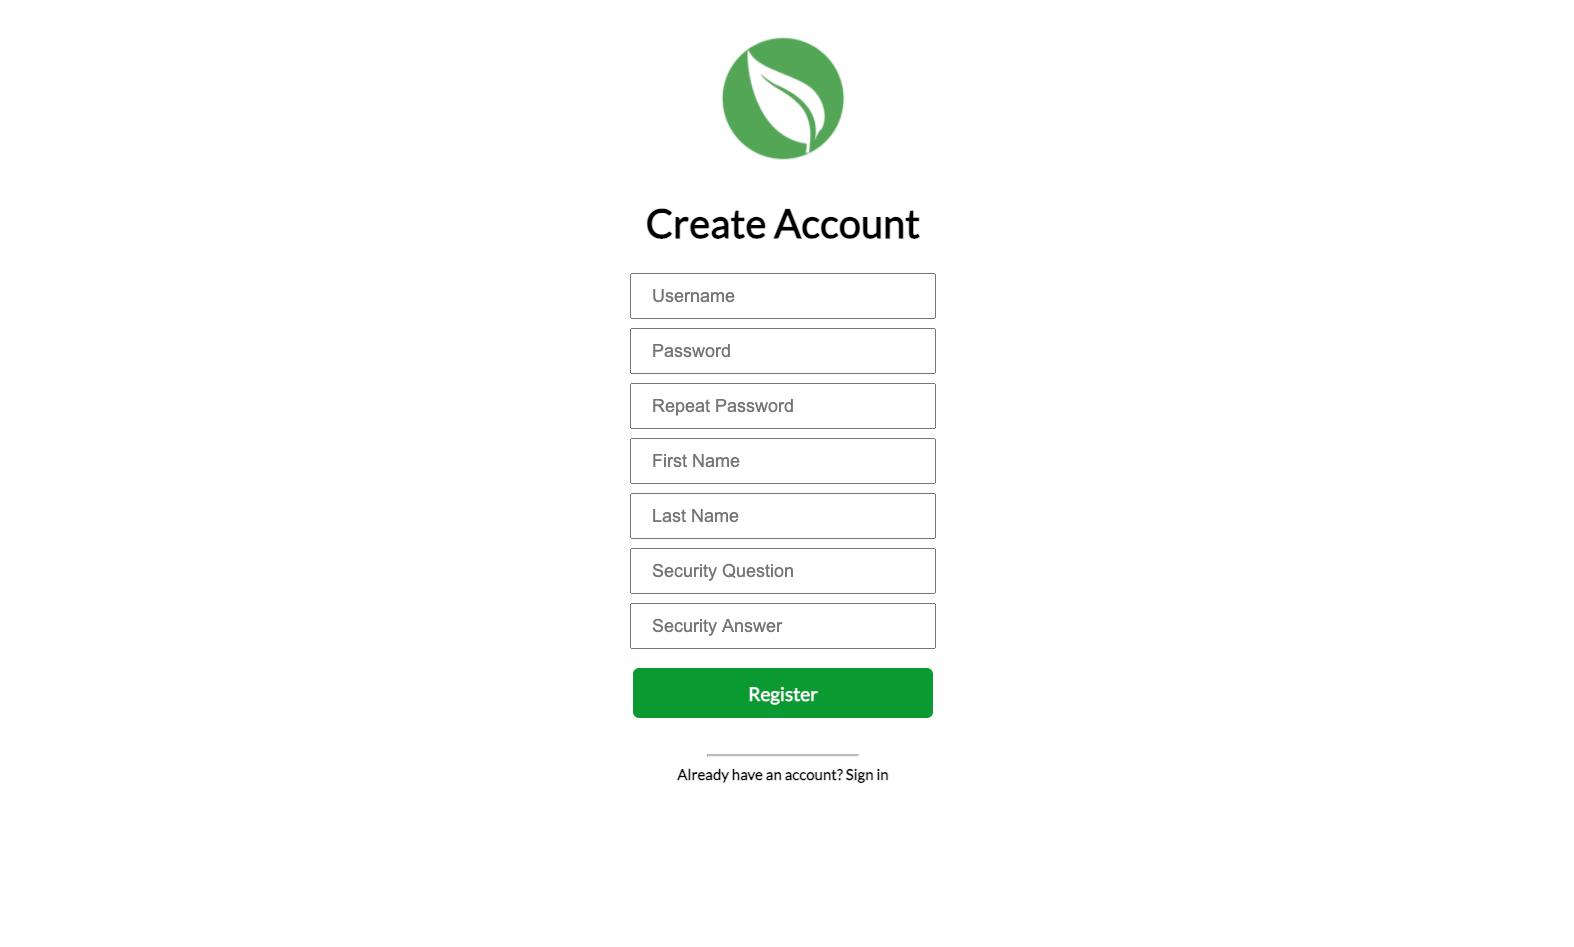 Create Account
Username
Password
Repeat Password
First Name
Last Name
Security Question
Security Answer
Register
Already have an account? Sign in